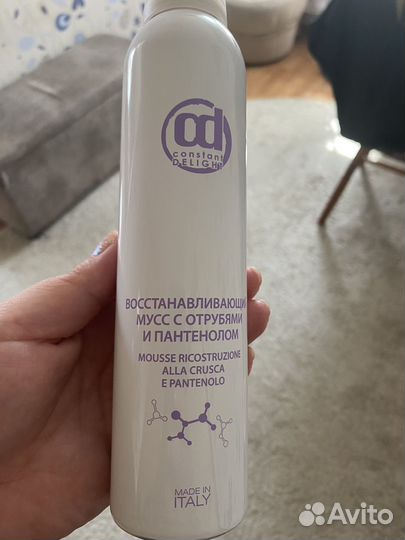 cd
constant
DELIGHT
ВОССТАНАВЛИВАЮЩИЙ
МУСС С ОТРУБЯМИ
И ПАНТЕНОЛОМ
MOUSSE RICOSTRUZIONE
ALLA CRUSCA
E PANTENOLO
MADE IN
ITALY
Avito